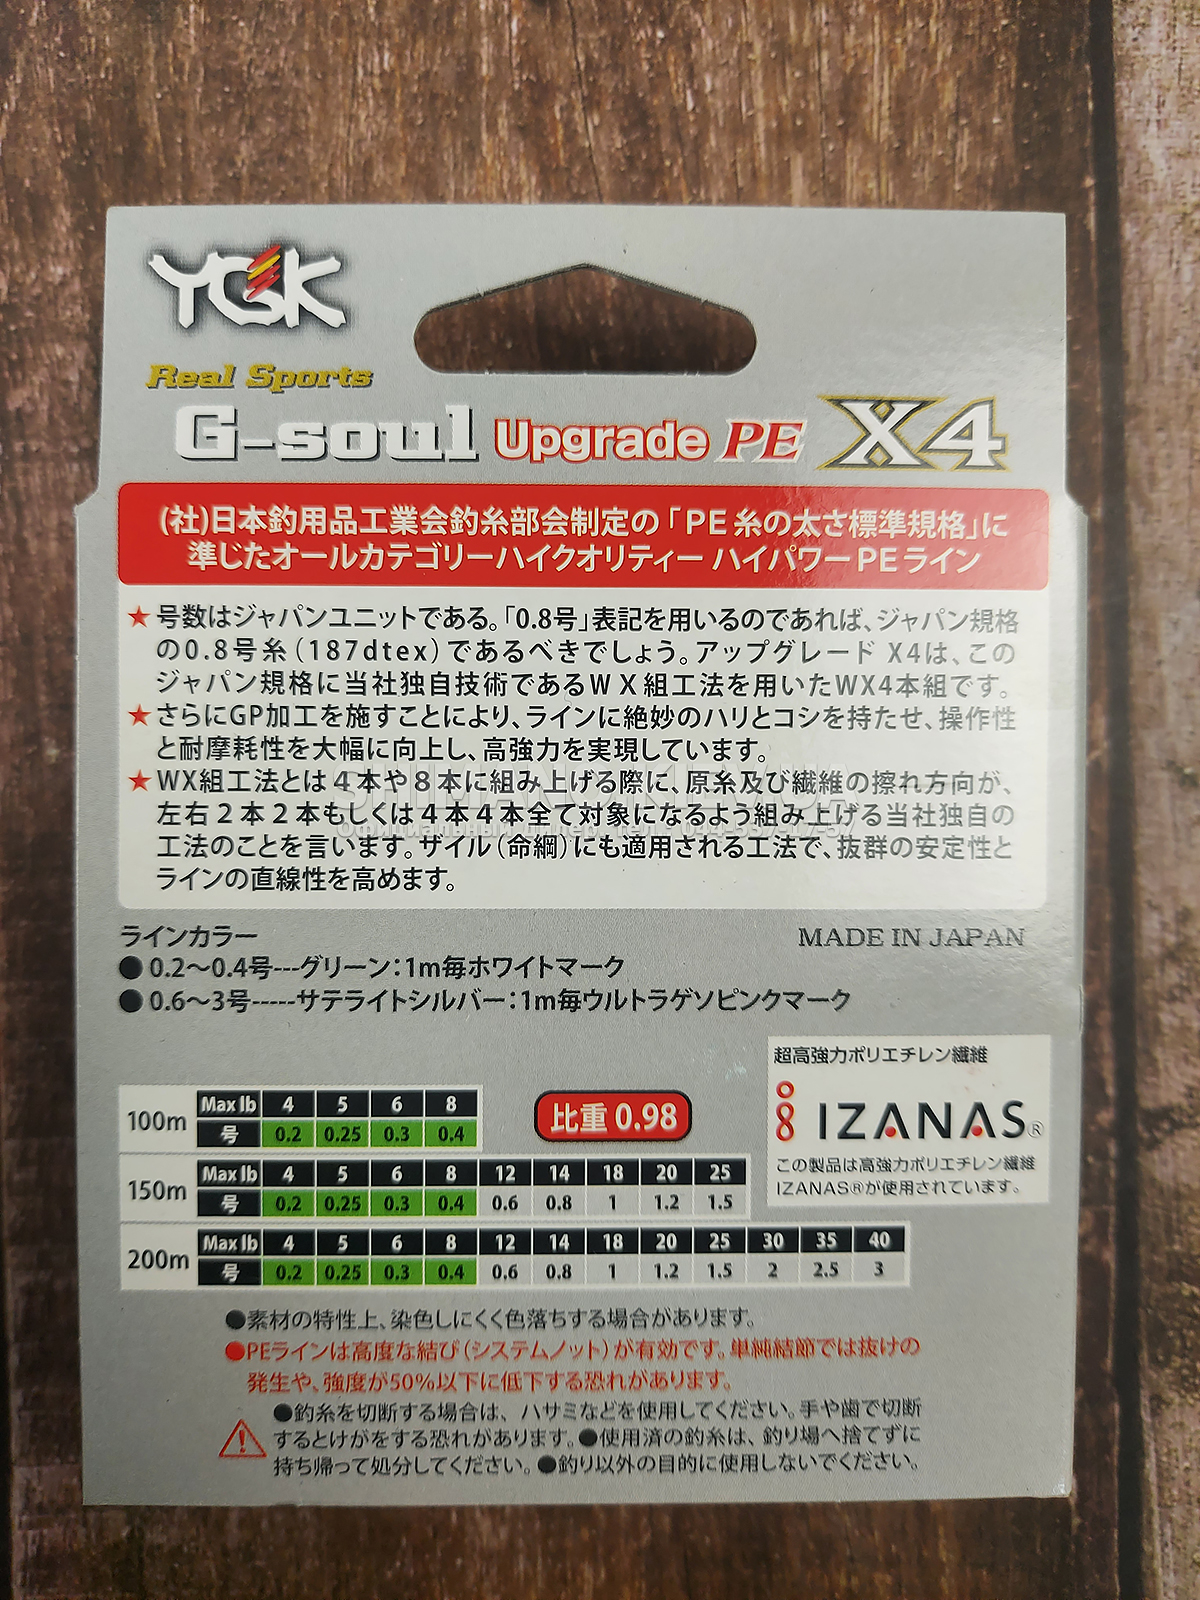 YGK
Real Sports
G-soul Upgrade PE X4
(社)日本釣用品工業会釣糸部会制定の「PE糸の太さ標準規格」に
準じたオールカテゴリーハイクオリティー ハイパワーPEライン
★号数はジャパンユニットである。「0.8号」表記を用いるのであれば、ジャパン規格
の0.8号糸(187dtex)であるべきでしょう。アップグレード X4は、この
ジャパン規格に当社独自技術であるWX組工法を用いたWX4本組です。
★さらにGP加工を施すことにより、ラインに絶妙のハリとコシを持たせ、操作性
と耐摩耗性を大幅に向上し、高強力を実現しています。
★WX組工法とは4本や8本に組み上げる際に、原糸及び繊維の擦れ方向が、
左右2本2本もしくは4本4本全て対象になるよう組み上げる当社独自の
工法のことを言います。ザイル(命綱)にも適用される工法で、抜群の安定性と
ラインの直線性を高めます。
ラインカラー
MADE IN JAPAN
●0.2〜0.4号---グリーン：1m毎ホワイトマーク
●0.6〜3号-----サテライトシルバー：1m毎ウルトラゲソピンクマーク
超高強力ポリエチレン繊維
IZANAS®
この製品は高強力ポリエチレン繊維
IZANAS®が使用されています。
比重 0.98
100m
Max lb 4 5 6 8
号 0.2 0.25 0.3 0.4
150m
Max lb 4 5 6 8 12 14 18 20 25
号 0.2 0.25 0.3 0.4 0.6 0.8 1 1.2 1.5
200m
Max lb 4 5 6 8 12 14 18 20 25 30 35 40
号 0.2 0.25 0.3 0.4 0.6 0.8 1 1.2 1.5 2 2.5 3
●素材の特性上、染色しにくく色落ちする場合があります。
●PEラインは高度な結び(システムノット)が有効です。単純結節では抜けの
発生や、強度が50%以下に低下する恐れがあります。
●釣糸を切断する場合は、ハサミなどを使用してください。手や歯で切断
するとけがをする恐れがあります。●使用済の釣糸は、釣り場へ捨てずに
持ち帰って処分してください。●釣り以外の目的に使用しないでください。